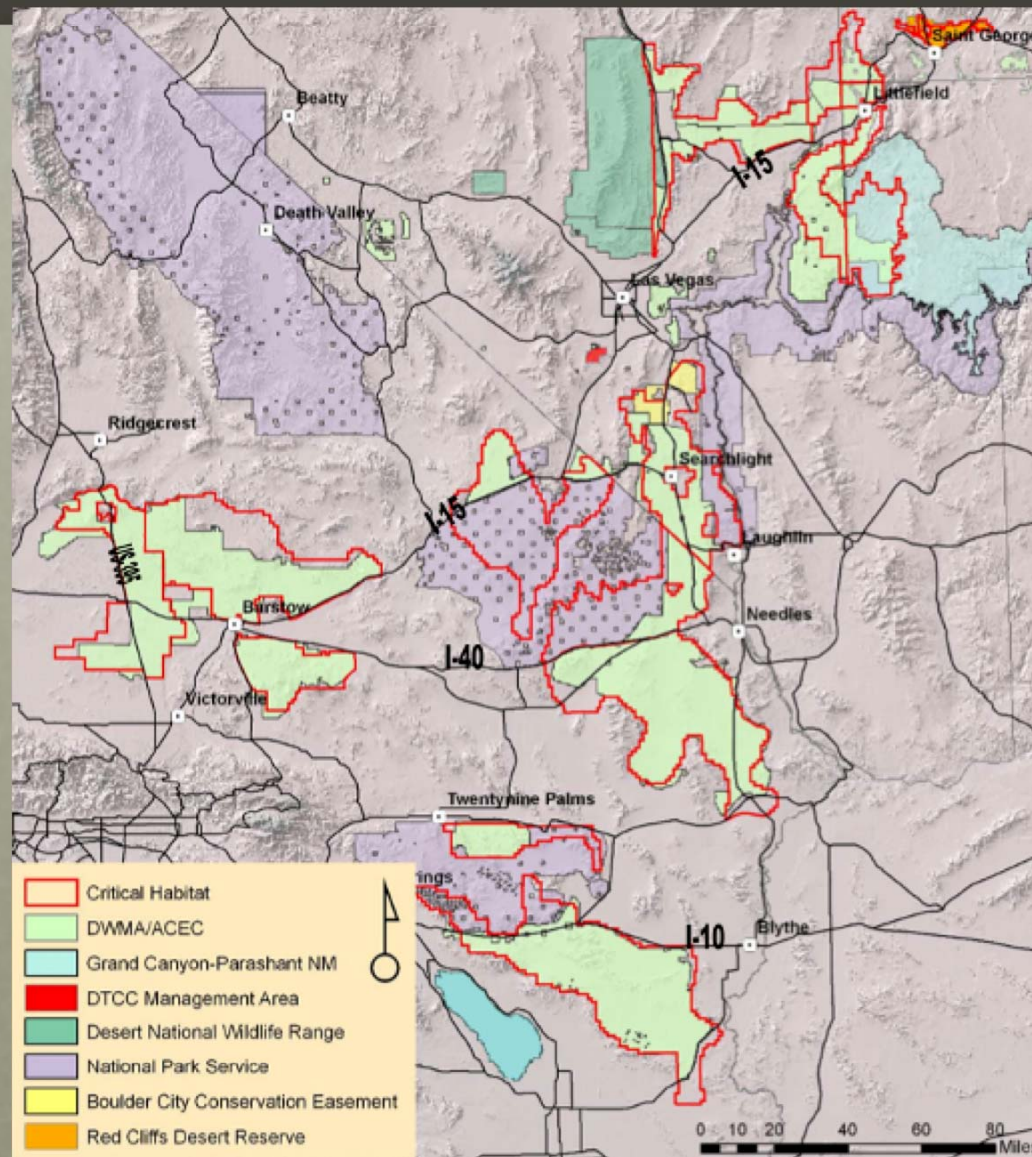 Saint George
Beatty
Littlefield
I-15
Death Valley
Las Vegas
Ridgecrest
Searchlight
I-15
Laughlin
US-395
Barstow
Needles
I-40
Victorville
Twentynine Palms
rings
I-10
Blythe
Critical Habitat
DWMA/ACEC
Grand Canyon-Parashant NM
DTCC Management Area
Desert National Wildlife Range
National Park Service
Boulder City Conservation Easement
Red Cliffs Desert Reserve
0 10 20 40 60 80
Miles